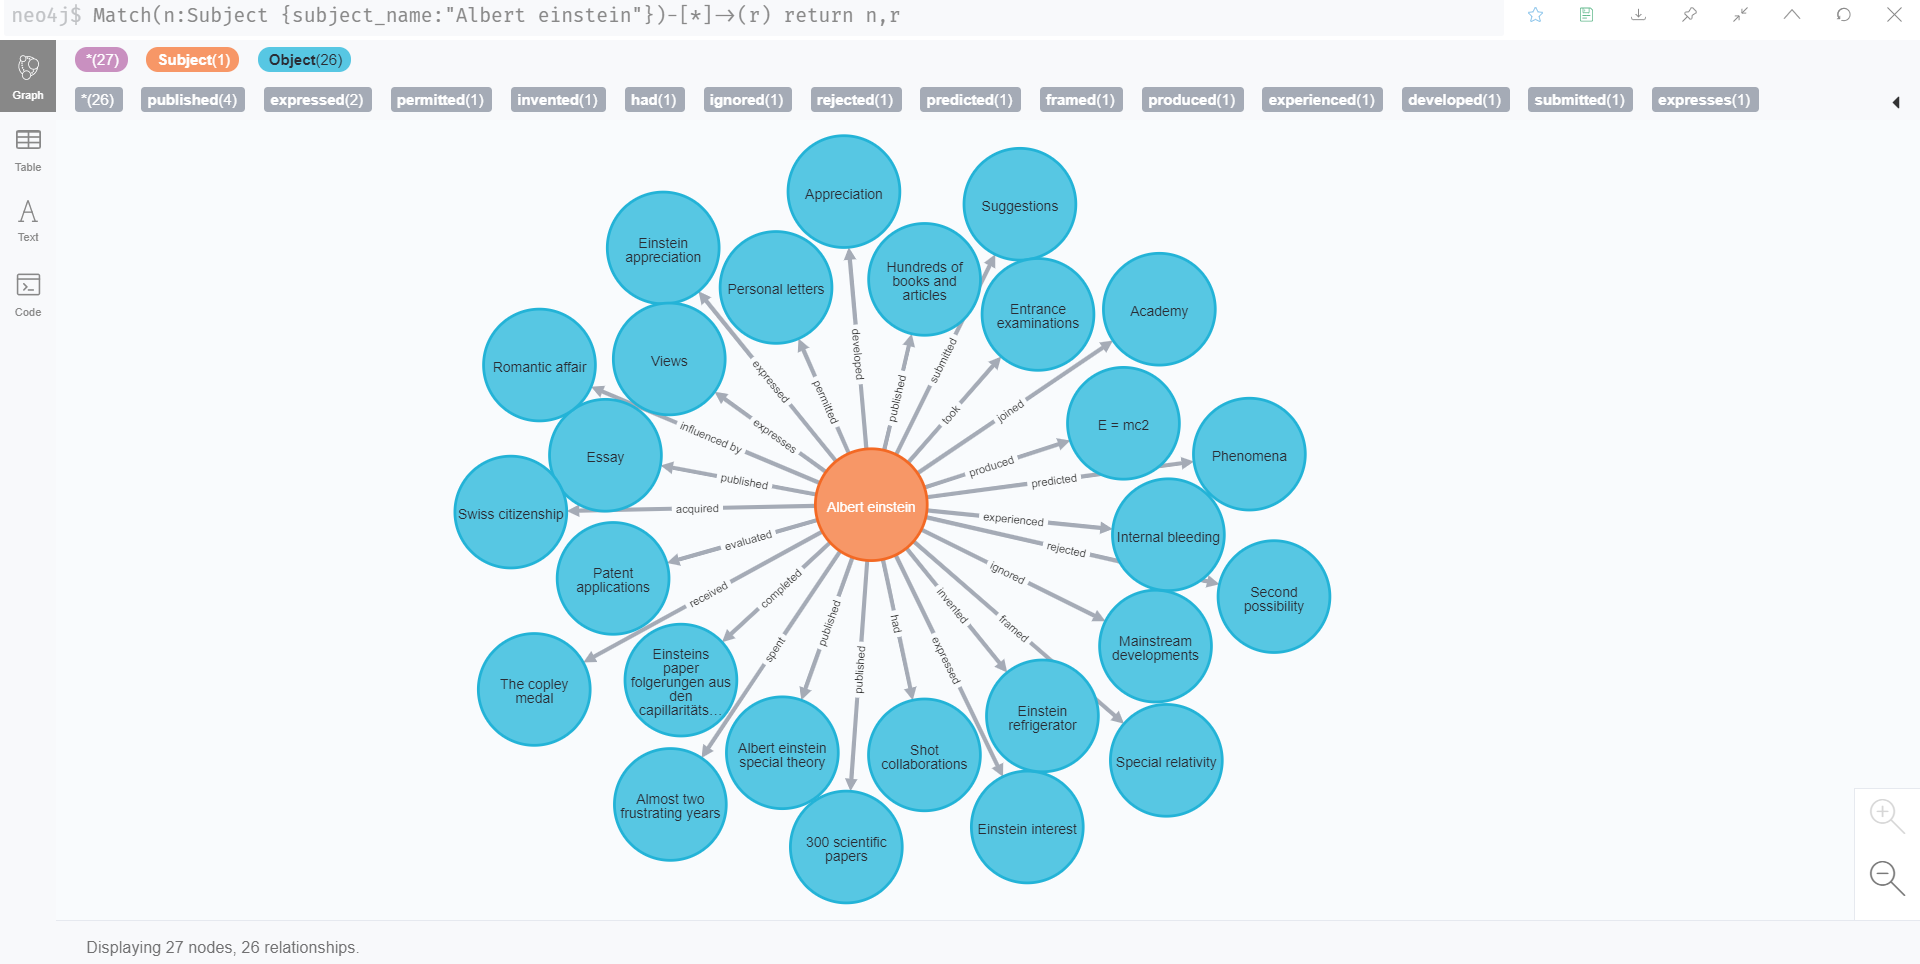 neo4j$ Match(n:Subject {subject_name:"Albert einstein"})-[*]->(r) return n,r
*(27) Subject(1) Object(26)
*(26) published(4) expressed(2) permitted(1) invented(1) had(1) ignored(1) rejected(1) predicted(1) framed(1) produced(1) experienced(1) developed(1) submitted(1) expresses(1)
Graph
Table
Text
Code
Appreciation
Suggestions
Einstein
appreciation
Personal letters
Hundreds of
books and
articles
Entrance
examinations
Academy
Romantic affair
Views
E = mc2
Phenomena
Essay
Swiss citizenship
Albert einstein
Internal bleeding
Patent
applications
Second
possibility
Mainstream
developments
The copley
medal
Einsteins
paper
folgerungen aus
den
capillaritäts...
Einstein
refrigerator
Albert einstein
special theory
Shot
collaborations
Special relativity
Almost two
frustrating years
300 scientific
papers
Einstein interest
expressed
permitted
developed
published
submitted
took
joined
produced
predicted
experienced
rejected
ignored
framed
invented
expressed
had
published
published
spent
completed
received
evaluated
acquired
published
influenced by
expresses
Displaying 27 nodes, 26 relationships.